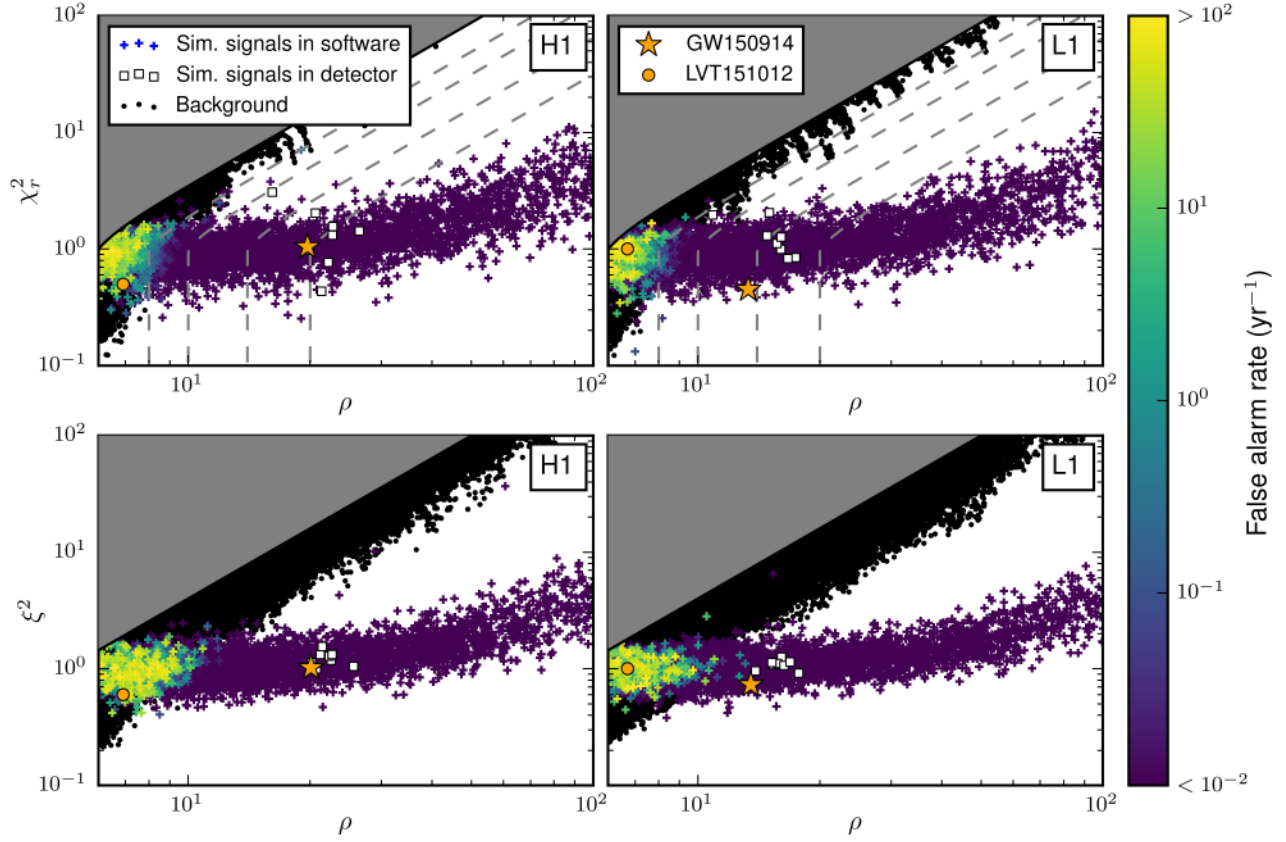 10²
10¹
10⁰
10⁻¹
χ²ᵣ
Sim. signals in software
Sim. signals in detector
Background
H1
10¹
10²
ρ
GW150914
LVT151012
L1
10¹
10²
ρ
10²
10¹
10⁰
10⁻¹
ξ²
H1
10¹
10²
ρ
L1
10¹
10²
ρ
> 10²
10¹
10⁰
10⁻¹
< 10⁻²
False alarm rate (yr⁻¹)